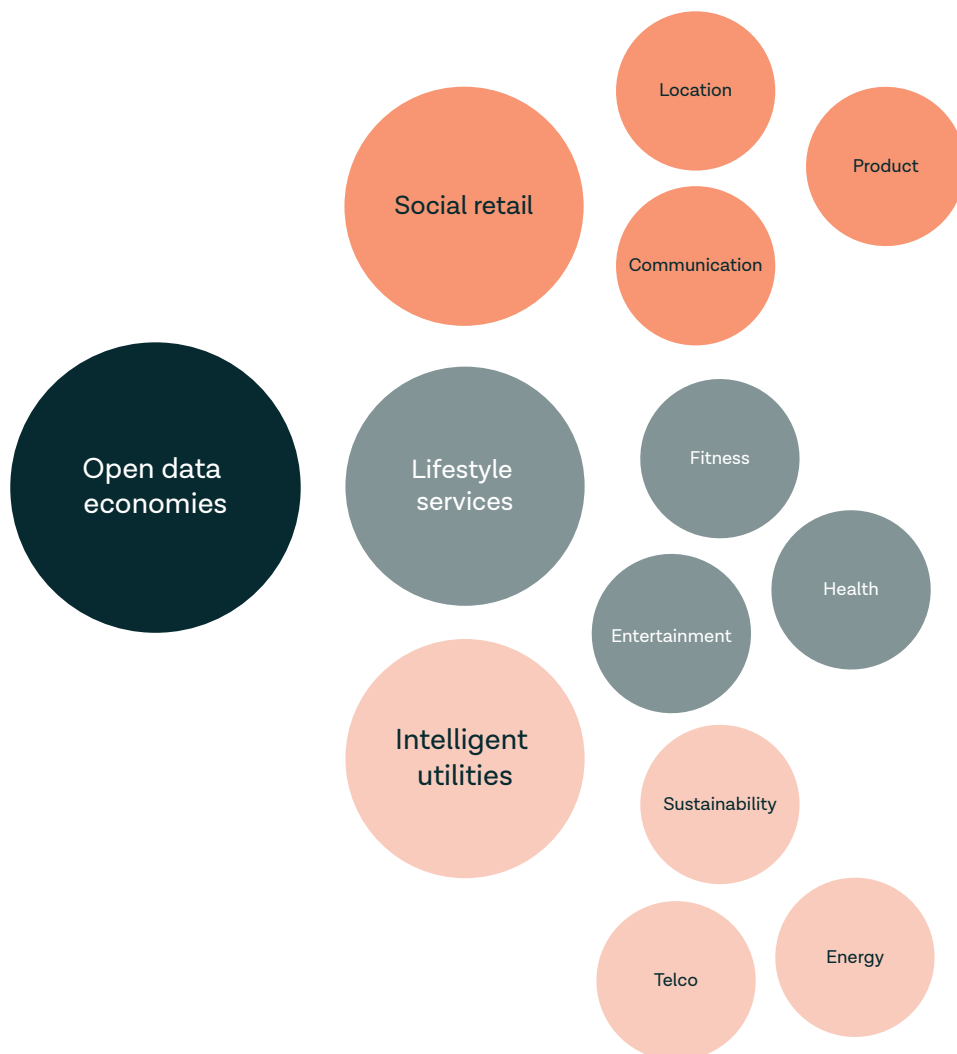 Open data
economies
Social retail
Location
Product
Communication
Lifestyle
services
Fitness
Health
Entertainment
Intelligent
utilities
Sustainability
Energy
Telco